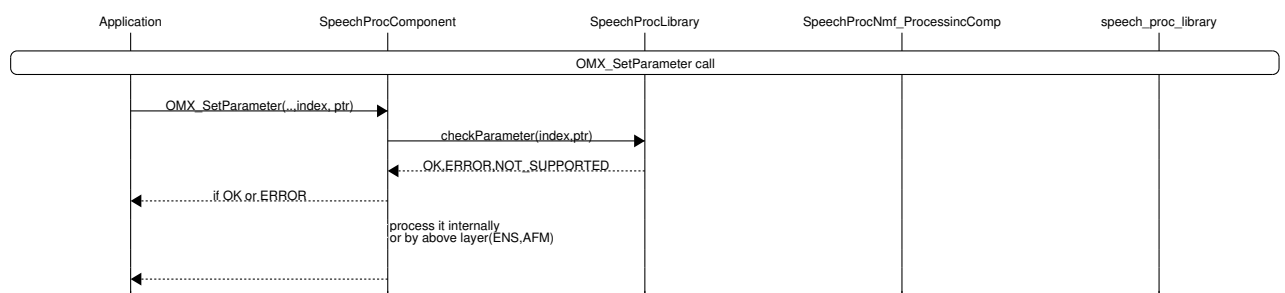 Application
SpeechProcComponent
SpeechProcLibrary
SpeechProcNmf_ProcessincComp
speech_proc_library
OMX_SetParameter call
OMX_SetParameter(..,index, ptr)
checkParameter(index,ptr)
OK,ERROR,NOT_SUPPORTED
if OK or ERROR
process it internally
or by above layer(ENS,AFM)